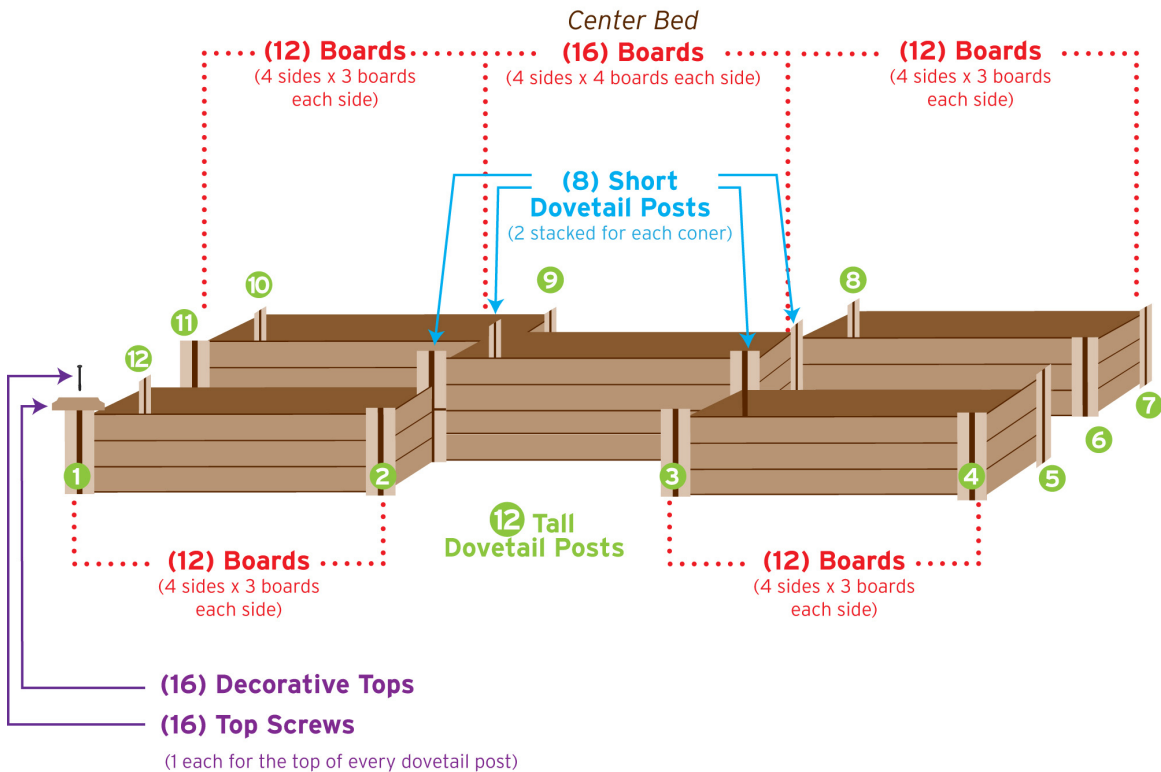 Center Bed
(12) Boards
(4 sides x 3 boards
each side)
(16) Boards
(4 sides x 4 boards each side)
(12) Boards
(4 sides x 3 boards
each side)
(8) Short
Dovetail Posts
(2 stacked for each coner)
10
9
8
11
12
7
6
5
1
2
3
4
12 Tall
Dovetail Posts
(12) Boards
(4 sides x 3 boards
each side)
(12) Boards
(4 sides x 3 boards
each side)
(16) Decorative Tops
(16) Top Screws
(1 each for the top of every dovetail post)